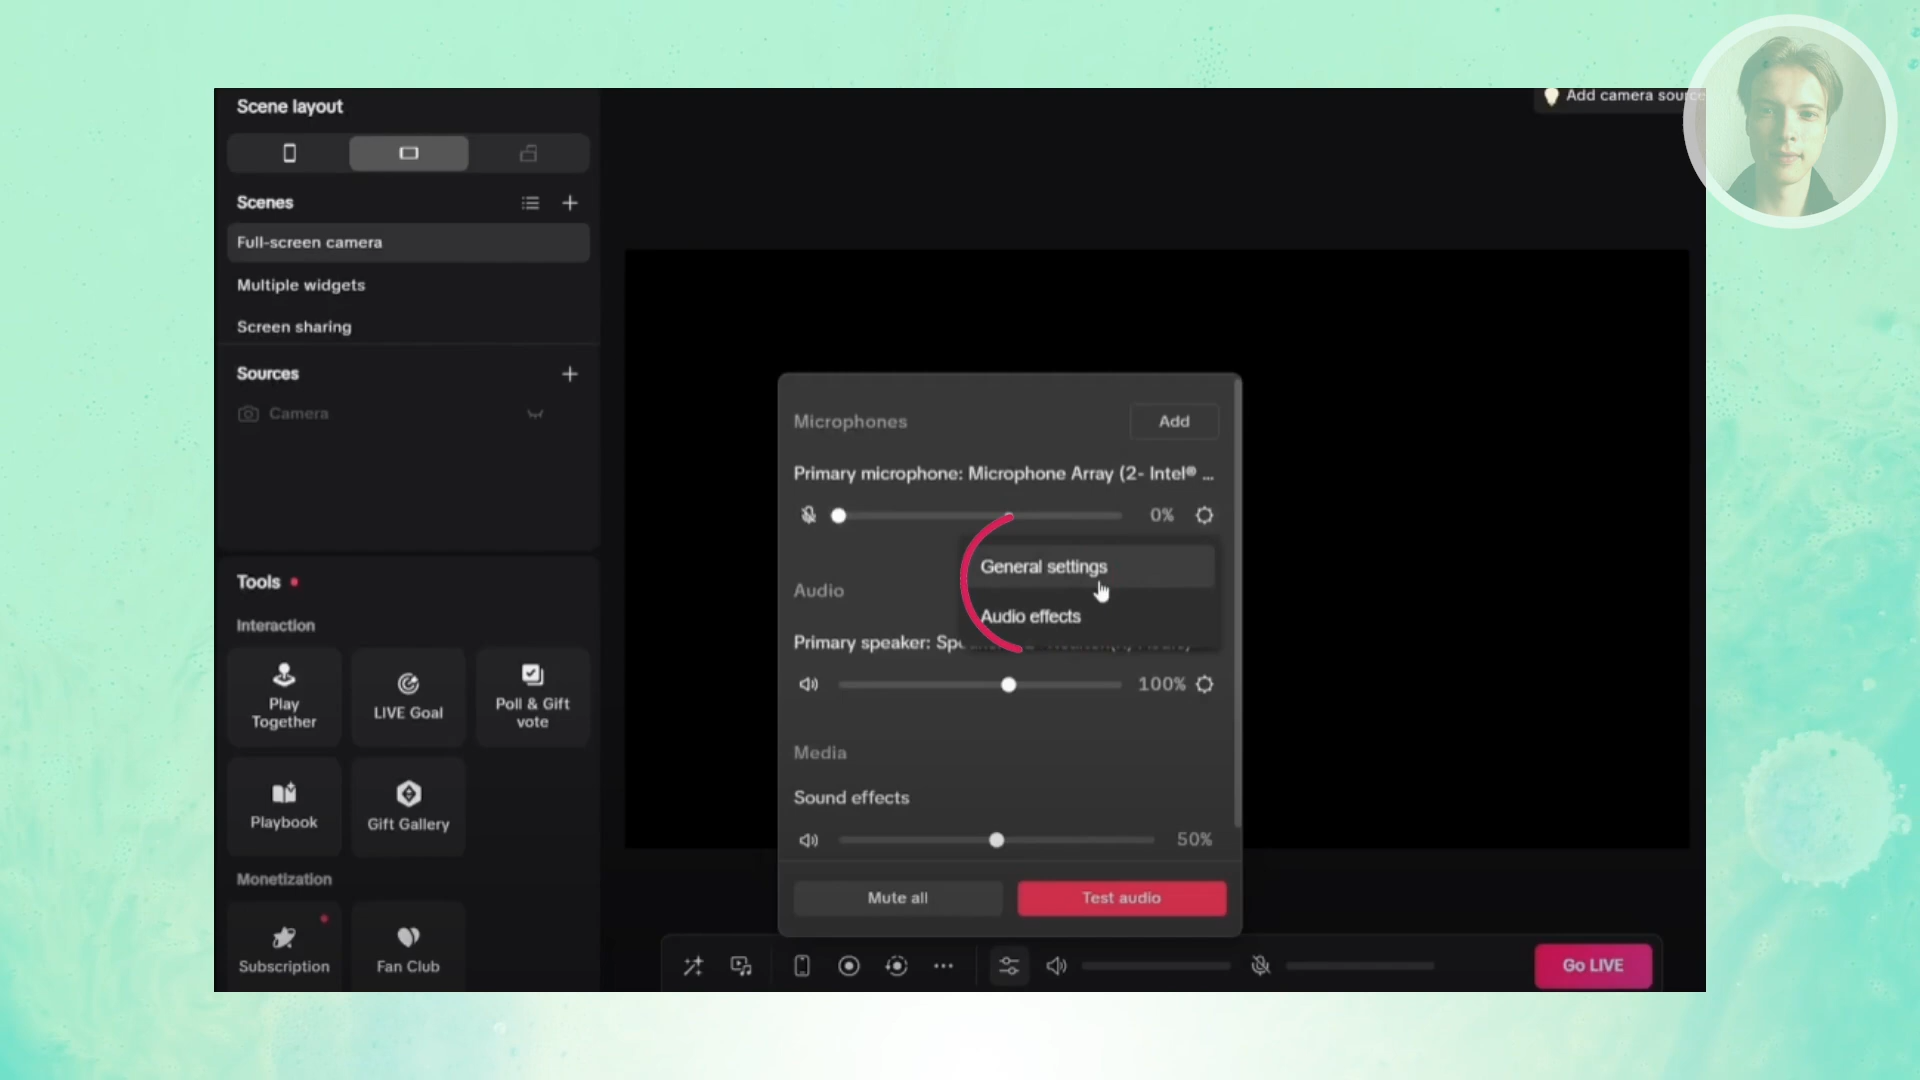 Scene layout
Add camera source
Scenes
Full-screen camera
Multiple widgets
Screen sharing
Sources
Camera
Tools
Interaction
Play
Together
LIVE Goal
Poll & Gift
vote
Playbook
Gift Gallery
Monetization
Subscription
Fan Club
Microphones
Add
Primary microphone: Microphone Array (2- Intel® ...
0%
General settings
Audio effects
Audio
Primary speaker:
100%
Media
Sound effects
50%
Mute all
Test audio
Go LIVE